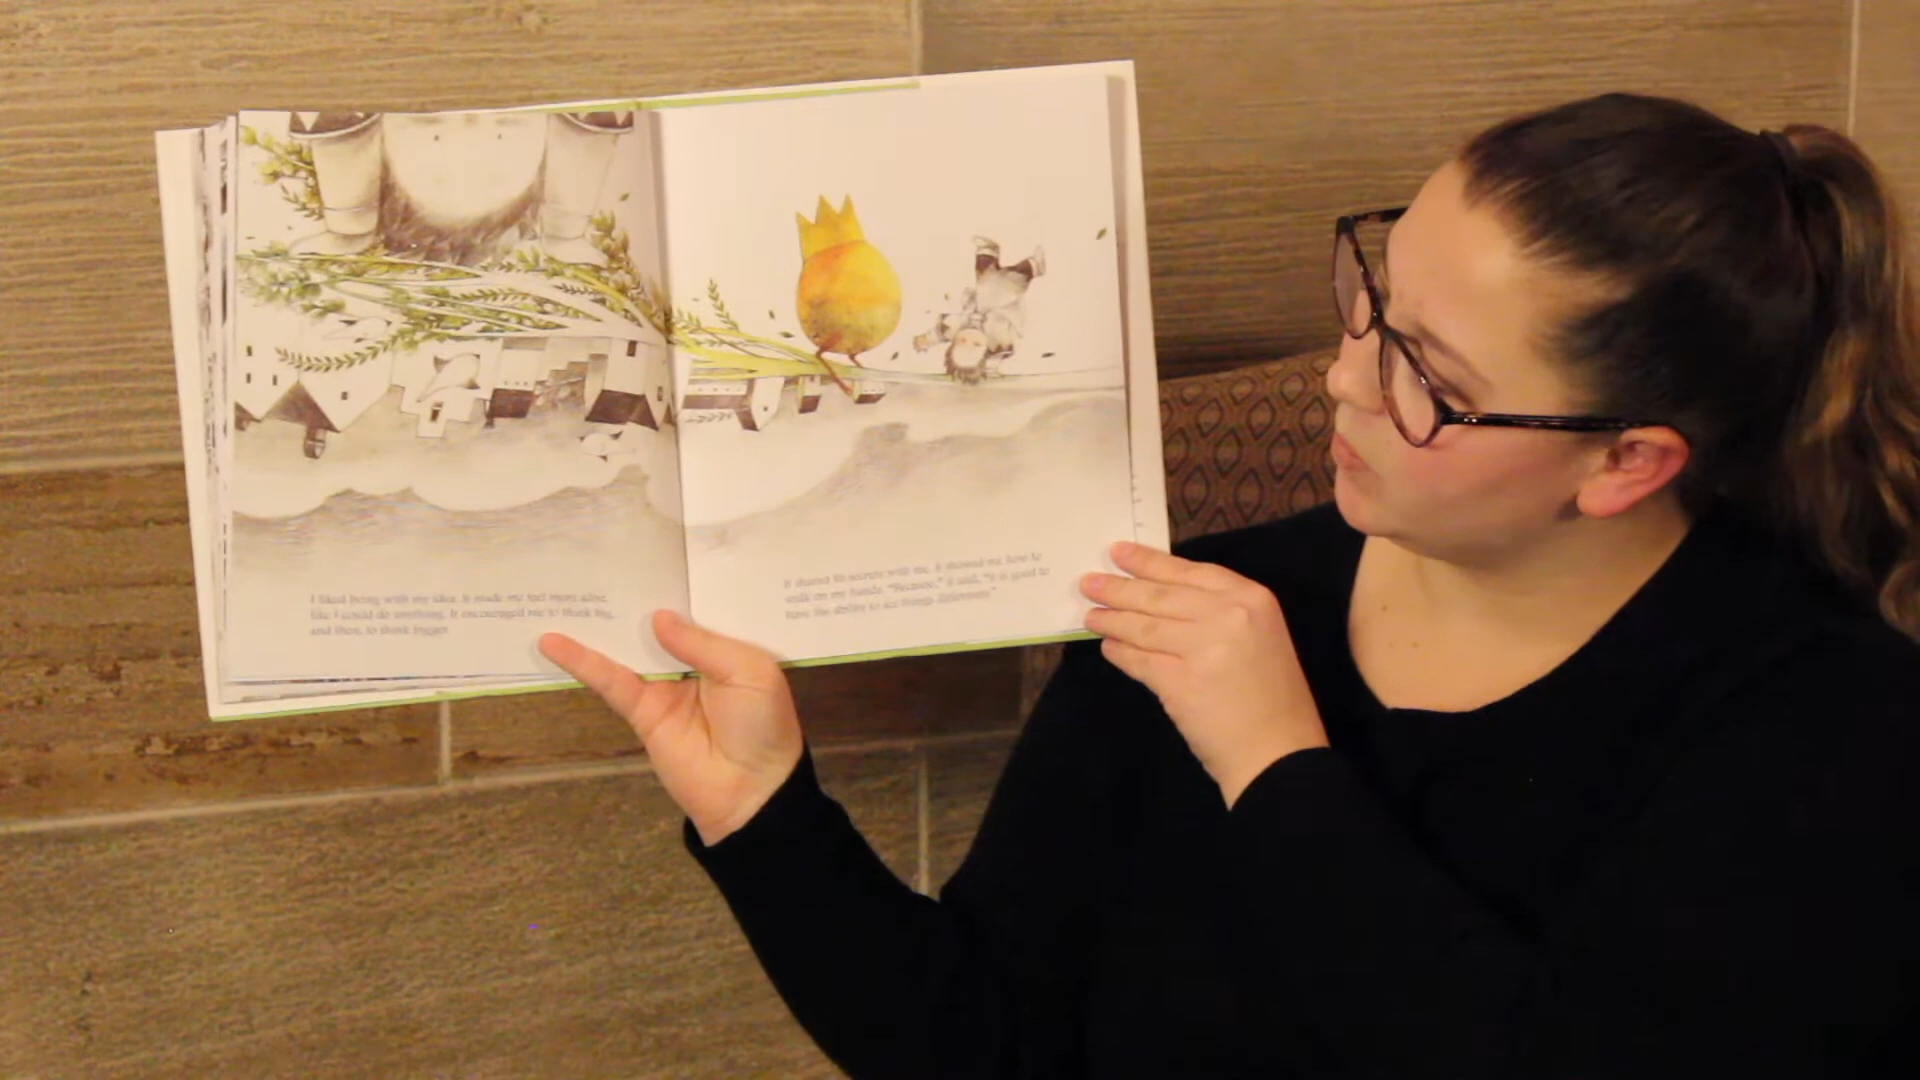 I liked being with my idea. It made me feel more alive,
like I could do anything. It encouraged me to think big,
and then, to think bigger.
It shared its secrets with me. It showed me how to
walk on my hands. "Because," it said, "it is good to
have the ability to see things differently."